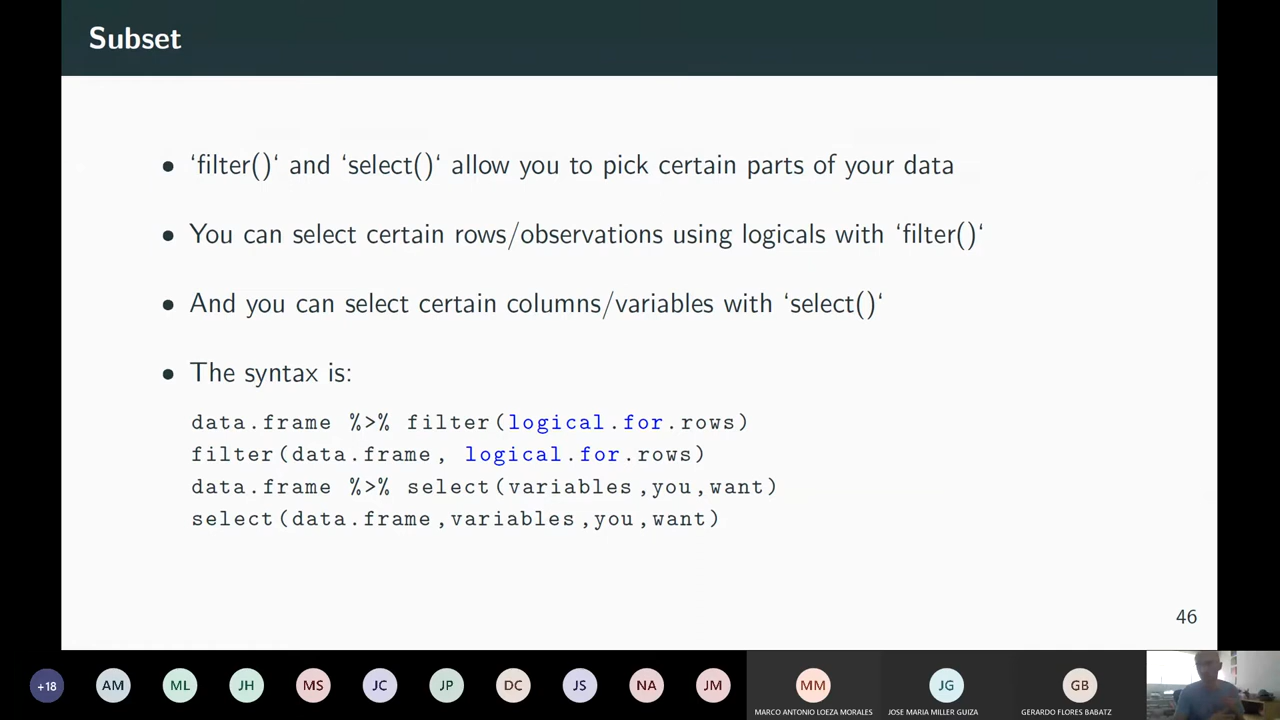 Subset
• ‘filter()‘ and ‘select()‘ allow you to pick certain parts of your data
• You can select certain rows/observations using logicals with ‘filter()‘
• And you can select certain columns/variables with ‘select()‘
• The syntax is:
data.frame %>% filter(logical.for.rows)
filter(data.frame, logical.for.rows)
data.frame %>% select(variables,you,want)
select(data.frame,variables,you,want)
46
+18 AM ML JH MS JC JP DC JS NA JM MM JG GB
MARCO ANTONIO LOEZA MORALES JOSE MARIA MILLER GUIZA GERARDO FLORES BABATZ